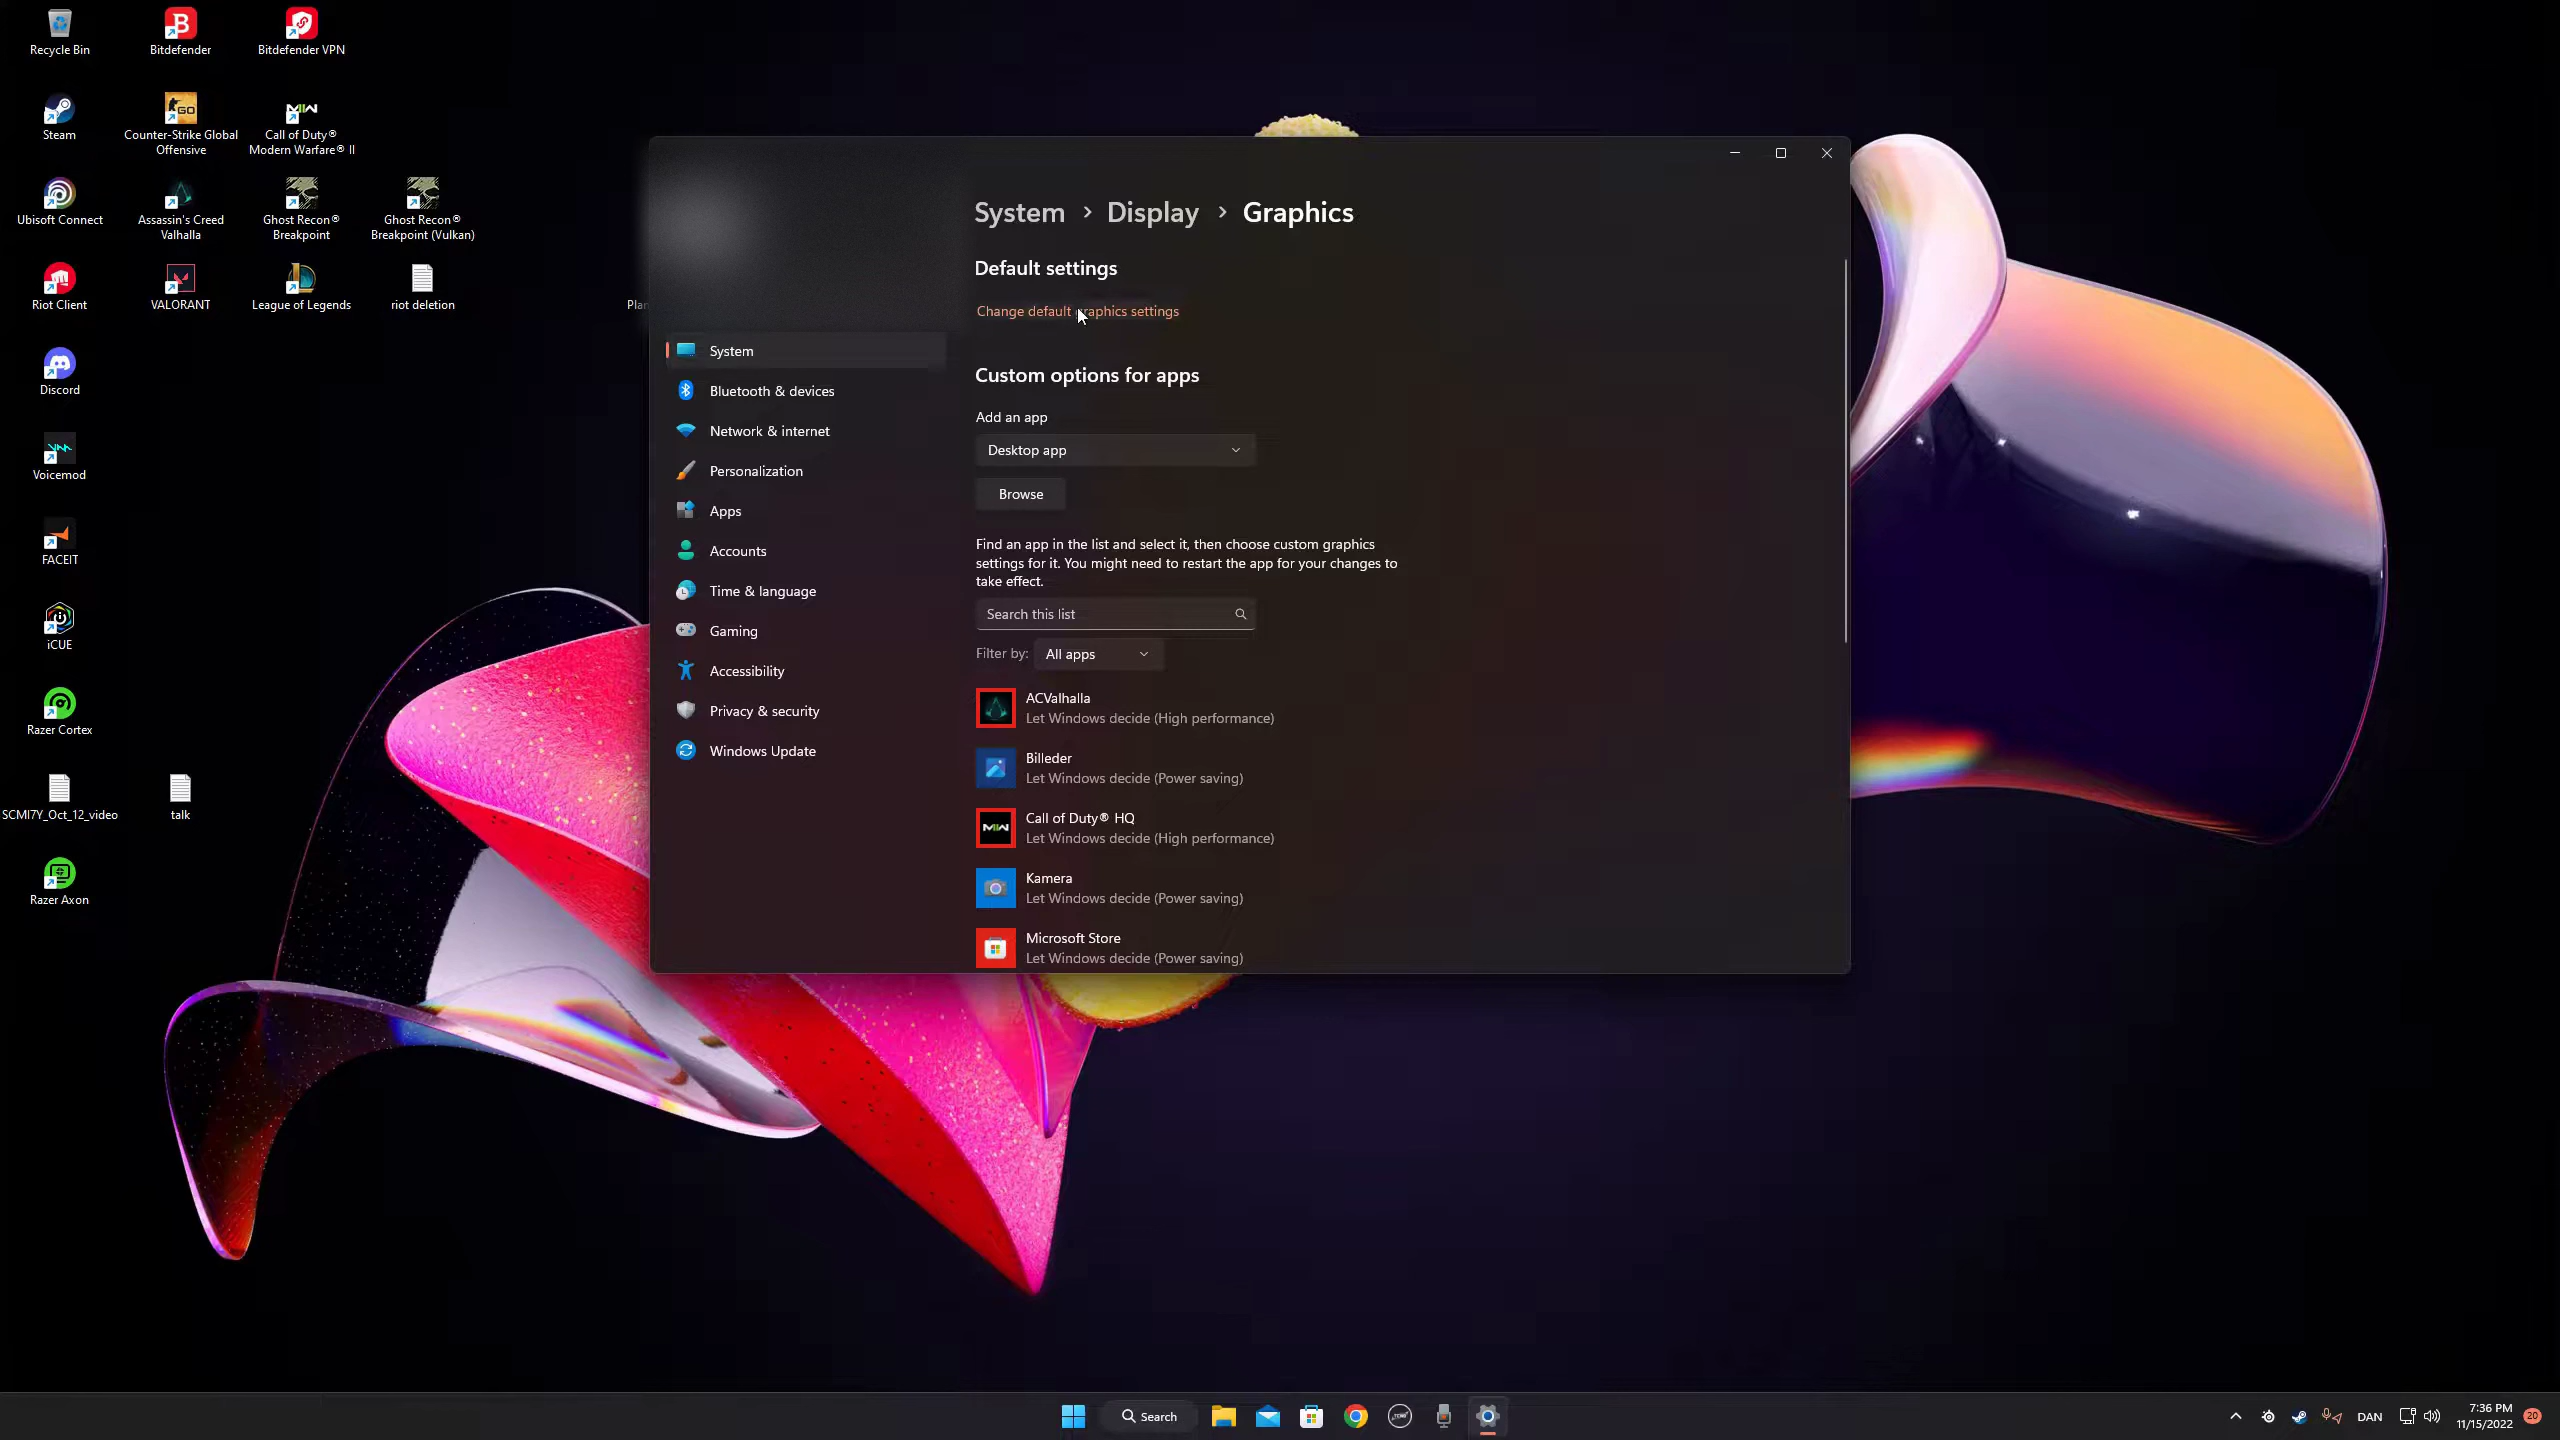 Recycle Bin
Bitdefender
Bitdefender VPN
Steam
Counter-Strike Global
Offensive
Call of Duty®
Modern Warfare® II
Ubisoft Connect
Assassin's Creed
Valhalla
Ghost Recon®
Breakpoint
Ghost Recon®
Breakpoint (Vulkan)
Riot Client
VALORANT
League of Legends
riot deletion
Discord
Voicemod
FACEIT
iCUE
Razer Cortex
SCMI7Y_Oct_12_video
talk
Razer Axon
System
Bluetooth & devices
Network & internet
Personalization
Apps
Accounts
Time & language
Gaming
Accessibility
Privacy & security
Windows Update
System > Display > Graphics
Default settings
Change default graphics settings
Custom options for apps
Add an app
Desktop app
Browse
Find an app in the list and select it, then choose custom graphics
settings for it. You might need to restart the app for your changes to
take effect.
Search this list
Filter by: All apps
ACValhalla
Let Windows decide (High performance)
Billeder
Let Windows decide (Power saving)
Call of Duty® HQ
Let Windows decide (High performance)
Kamera
Let Windows decide (Power saving)
Microsoft Store
Let Windows decide (Power saving)
Search
DAN
7:36 PM
11/15/2022
20